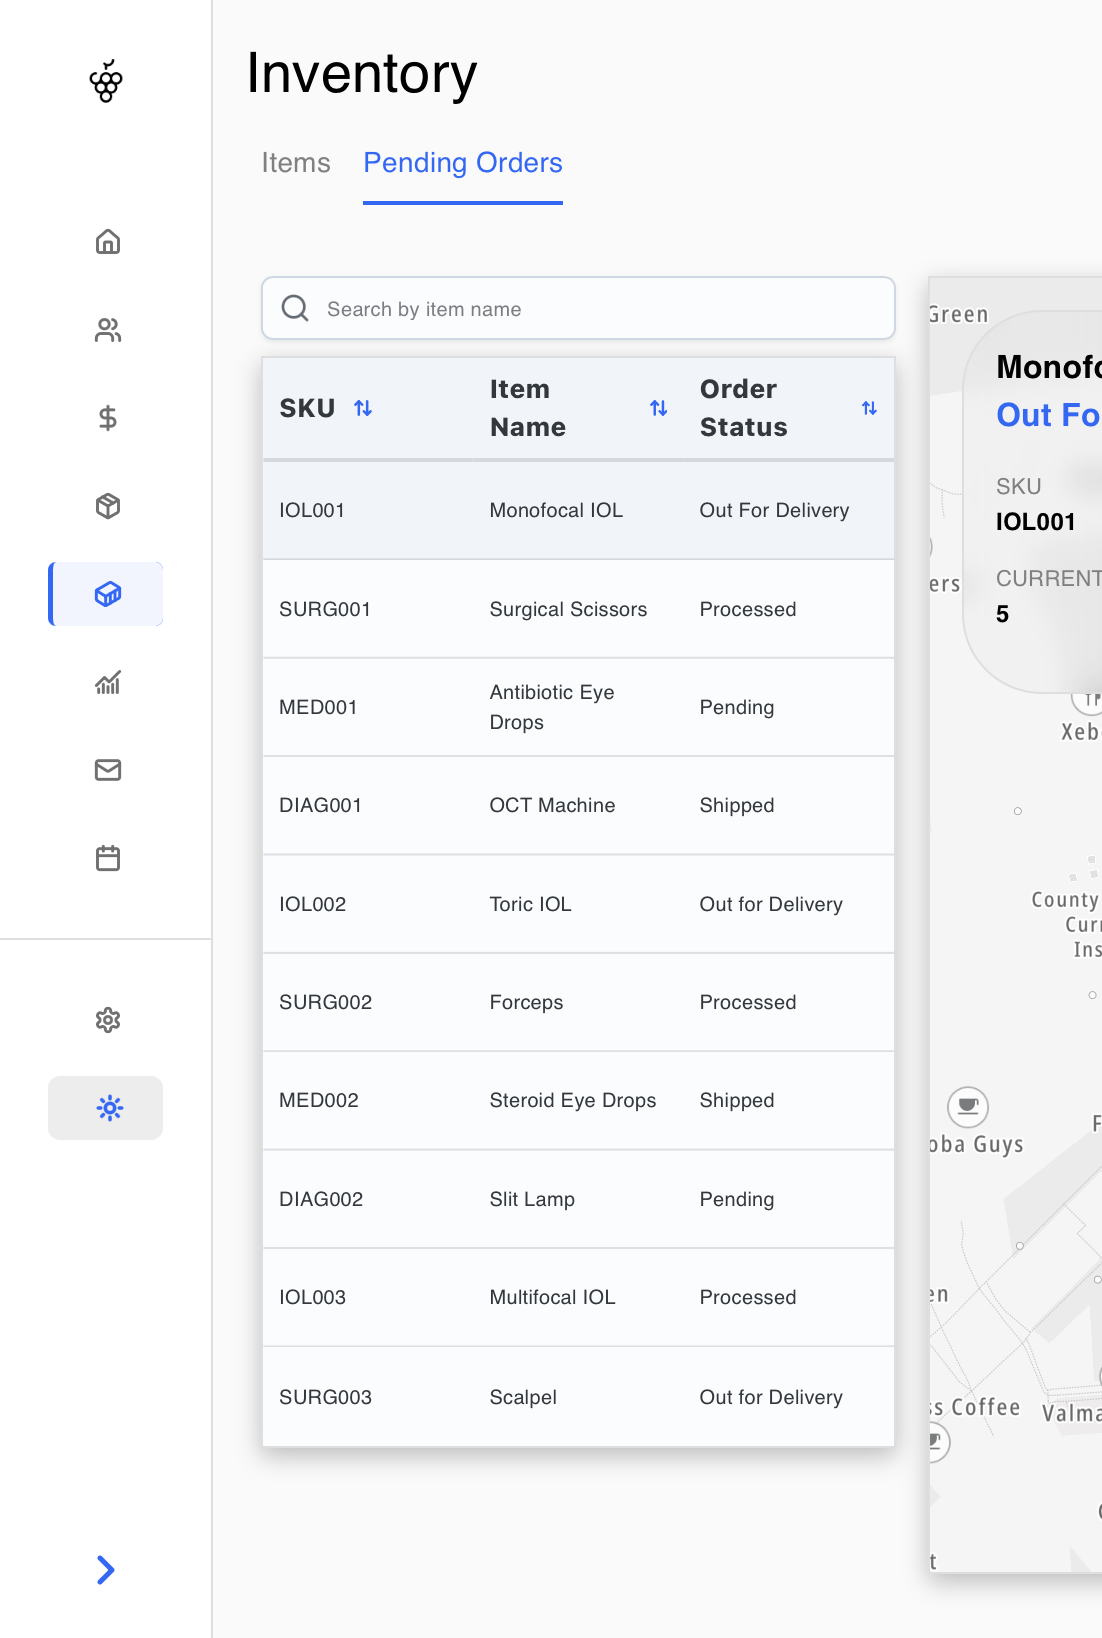 Inventory
Items
Pending Orders
Search by item name
SKU
Item
Name
Order
Status
IOL001
Monofocal IOL
Out For Delivery
SURG001
Surgical Scissors
Processed
MED001
Antibiotic Eye
Drops
Pending
DIAG001
OCT Machine
Shipped
IOL002
Toric IOL
Out for Delivery
SURG002
Forceps
Processed
MED002
Steroid Eye Drops
Shipped
DIAG002
Slit Lamp
Pending
IOL003
Multifocal IOL
Processed
SURG003
Scalpel
Out for Delivery
Green
Monofo
Out Fo
SKU
IOL001
ers
CURRENT
5
Xeb
County
Curr
Ins
F
oba Guys
en
ss Coffee
Valma
t